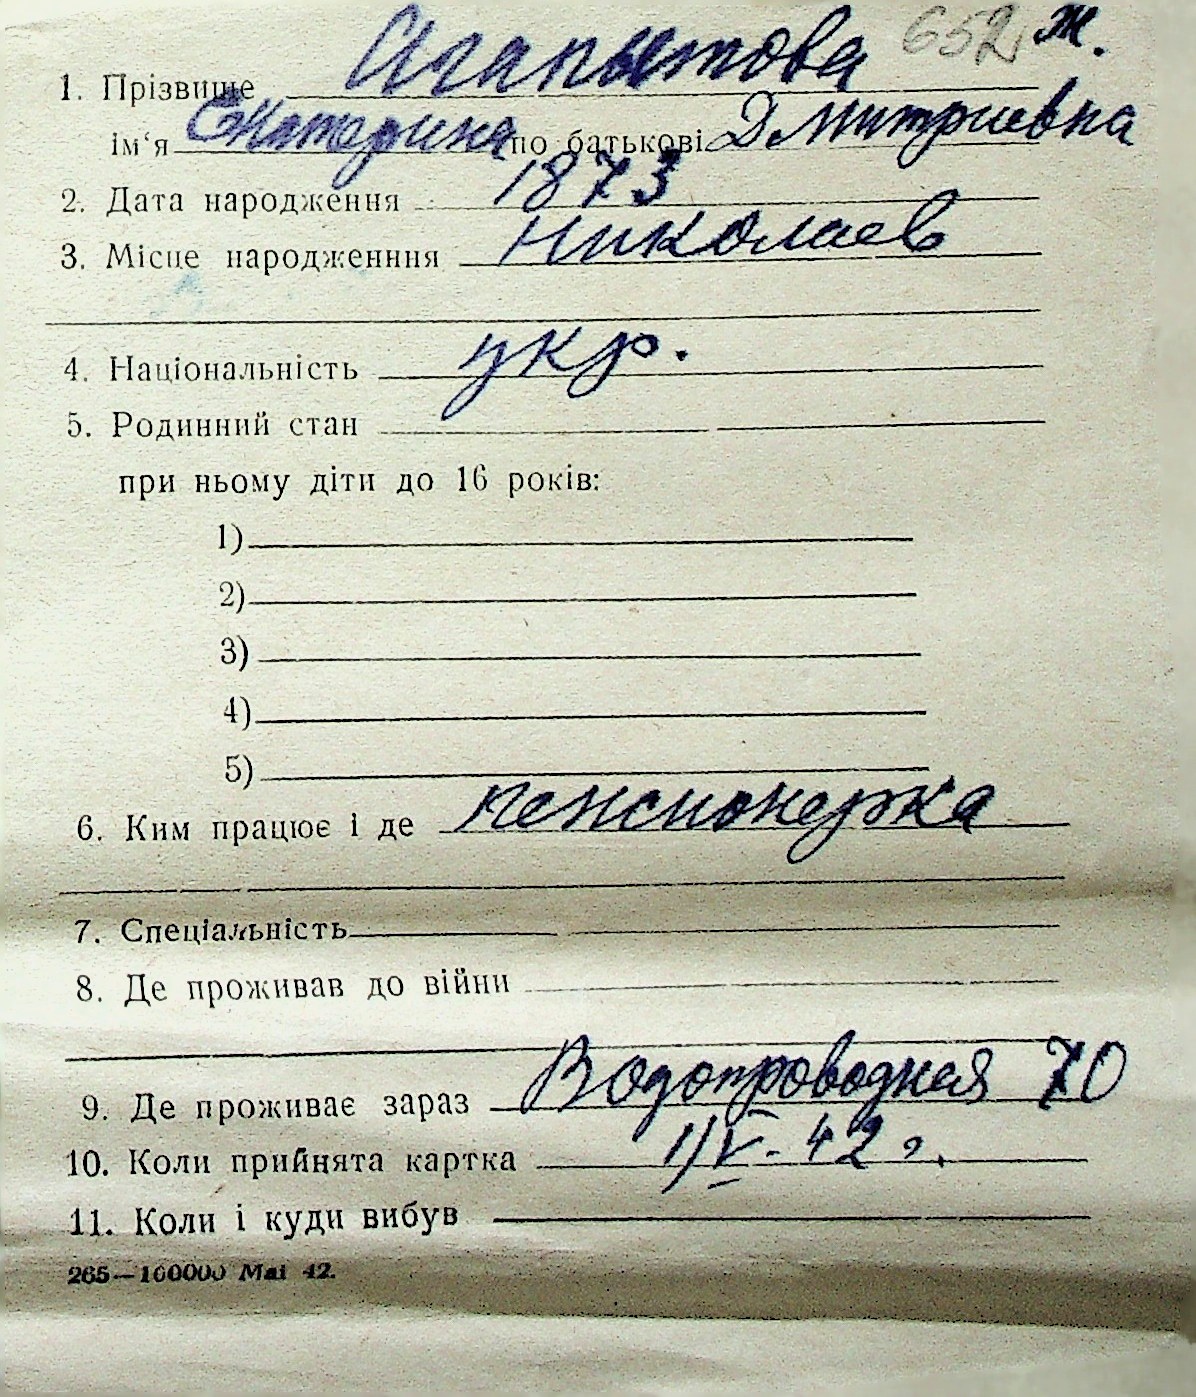 652 ж.
1. Прізвище Агапьетова
ім‘я Екатерина по батькові Дмитриевна
2. Дата народження 1873
3. Місце народженння Николаев
4. Національність укр.
5. Родинний стан
при ньому діти до 16 років:
1)
2)
3)
4)
5)
6. Ким працює і де пенсионерка
7. Спеціальність
8. Де проживав до війни
9. Де проживає зараз Водопроводная 70
10. Коли прийнята картка 1/V-42 г.
11. Коли і куди вибув
265—100000 Mai 42.